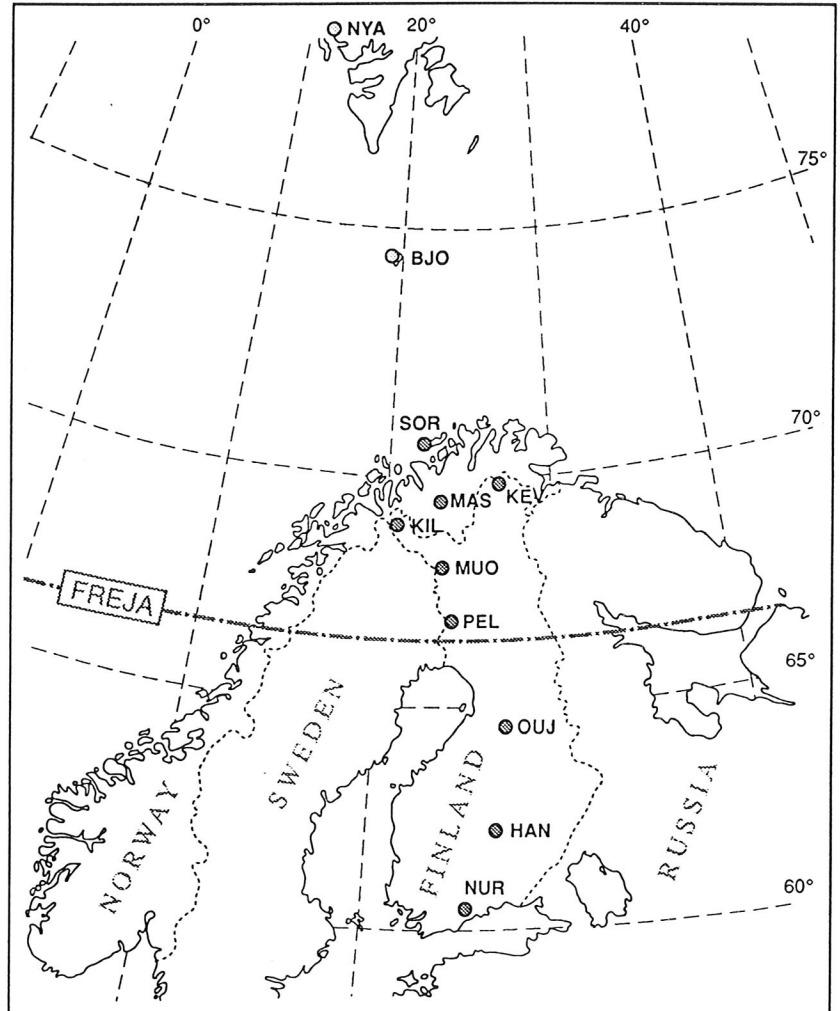 0°
NYA
20°
40°
75°
BJO
70°
SOR
MAS
KEV
KIL
MUO
FREJA
PEL
65°
SWEDEN
OUJ
NORWAY
FINLAND
RUSSIA
HAN
NUR
60°